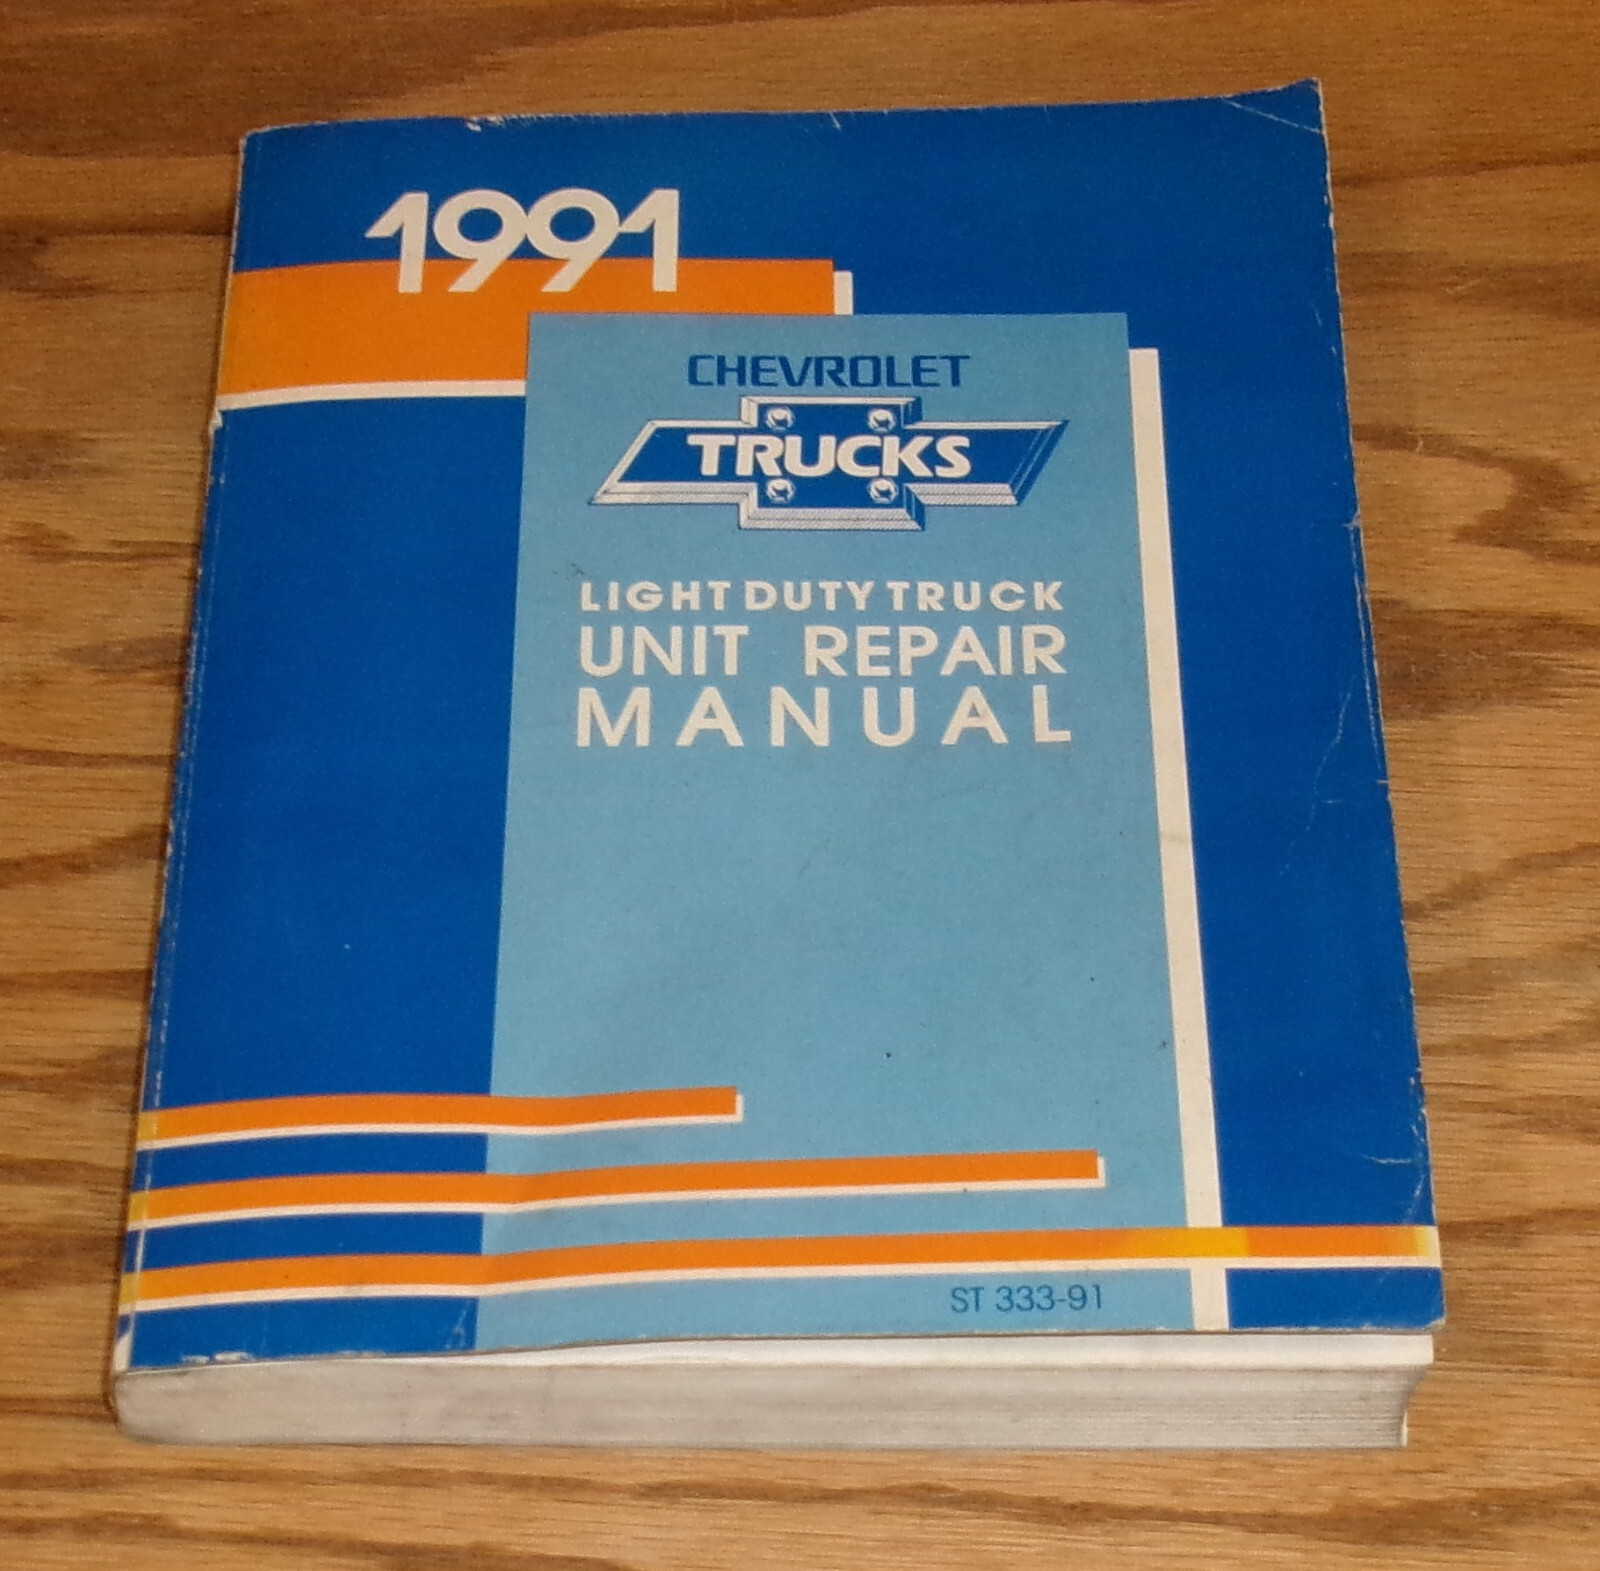 1991
CHEVROLET
TRUCKS
LIGHT DUTY TRUCK
UNIT REPAIR
MANUAL
ST 333-91